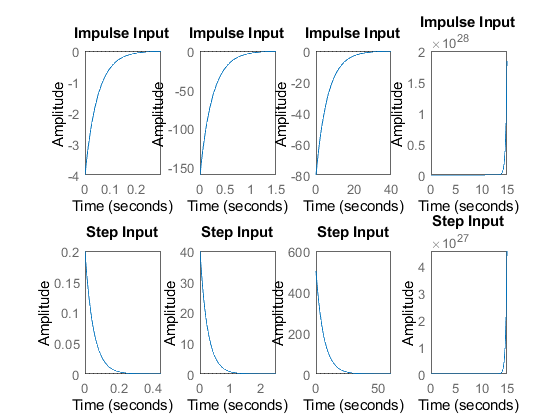 Impulse Input
Impulse Input
Impulse Input
Impulse Input
×10^28
Amplitude
0
-1
-2
-3
-4
0 0.1 0.2
Time (seconds)
Amplitude
0
-50
-100
-150
0 0.5 1 1.5
Time (seconds)
Amplitude
0
-20
-40
-60
-80
0 20 40
Time (seconds)
Amplitude
2
1.5
1
0.5
0
0 5 10 15
Time (seconds)
Step Input
Step Input
Step Input
Step Input
×10^27
Amplitude
0.2
0.15
0.1
0.05
0
0 0.2 0.4
Time (seconds)
Amplitude
40
30
20
10
0
0 1 2
Time (seconds)
Amplitude
600
400
200
0
0 50
Time (seconds)
Amplitude
4
3
2
1
0
0 5 10 15
Time (seconds)